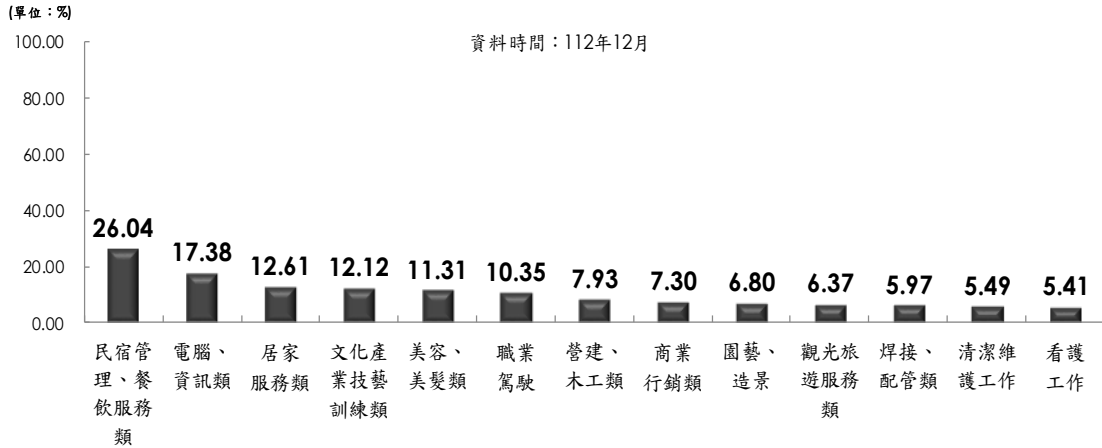 (單位：%)
資料時間：112年12月
100.00
80.00
60.00
40.00
20.00
0.00
26.04
17.38
12.61
12.12
11.31
10.35
7.93
7.30
6.80
6.37
5.97
5.49
5.41
民宿管
理、餐
飲服務
類
電腦、
資訊類
居家
服務類
文化產
業技藝
訓練類
美容、
美髮類
職業
駕駛
營建、
木工類
商業
行銷類
園藝、
造景
觀光旅
遊服務
類
焊接、
配管類
清潔維
護工作
看護
工作